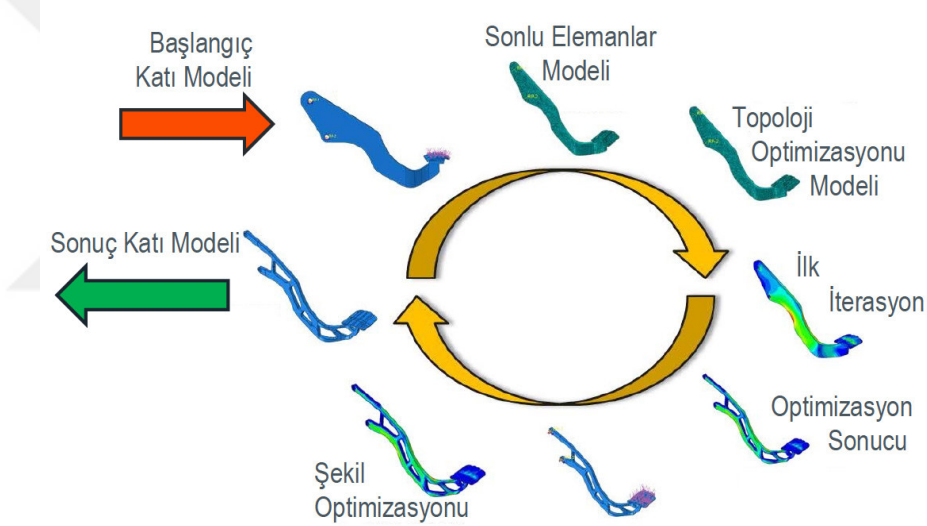 Başlangıç
Katı Modeli
Sonlu Elemanlar
Modeli
Topoloji
Optimizasyonu
Modeli
İlk
İterasyon
Optimizasyon
Sonucu
Şekil
Optimizasyonu
Sonuç Katı Modeli